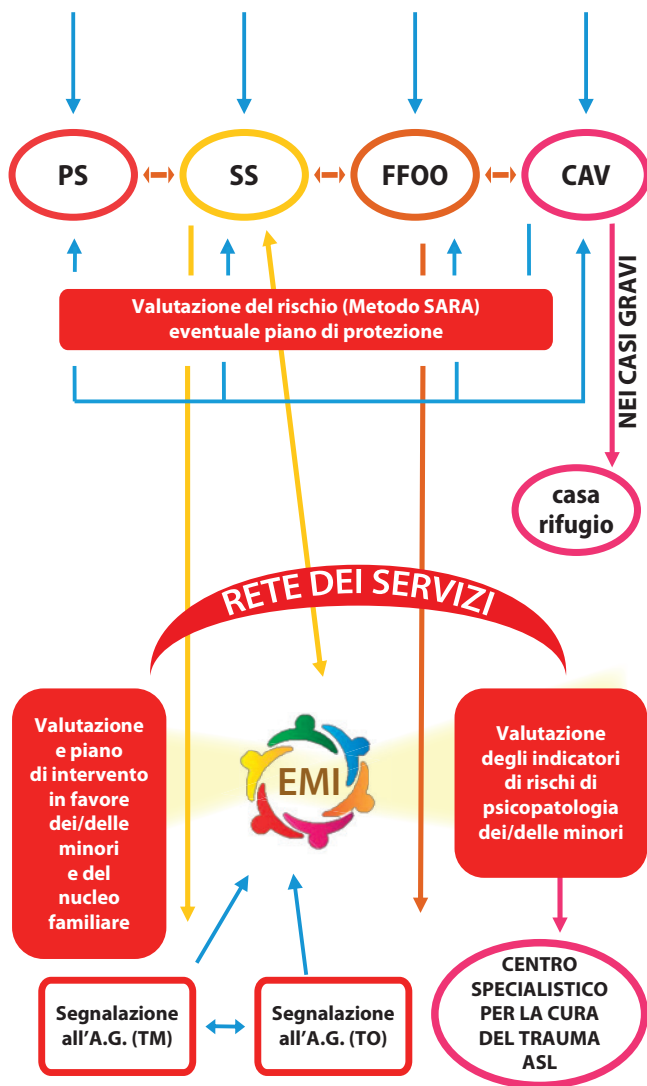 PS
SS
FFOO
CAV
Valutazione del rischio (Metodo SARA)
eventuale piano di protezione
NEI CASI GRAVI
casa
rifugio
RETE DEI SERVIZI
Valutazione
e piano
di intervento
in favore
dei/delle
minori
e del
nucleo
familiare
EMI
Valutazione
degli indicatori
di rischi di
psicopatologia
dei/delle minori
Segnalazione
all'A.G. (TM)
Segnalazione
all'A.G. (TO)
CENTRO
SPECIALISTICO
PER LA CURA
DEL TRAUMA
ASL